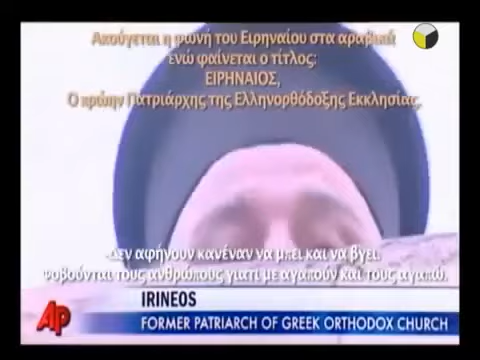 Ακούγεται η φωνή του Ειρηναίου στα αραβικά
ενώ φαίνεται ο τίτλος:
ΕΙΡΗΝΑΙΟΣ,
Ο πρώην Πατριάρχης της Ελληνορθόδοξης Εκκλησίας.
-Δεν αφήνουν κανέναν να μπει και να βγει.
Φοβούνται τους ανθρώπους γιατί με αγαπούν και τους αγαπώ.
AP
IRINEOS
FORMER PATRIARCH OF GREEK ORTHODOX CHURCH